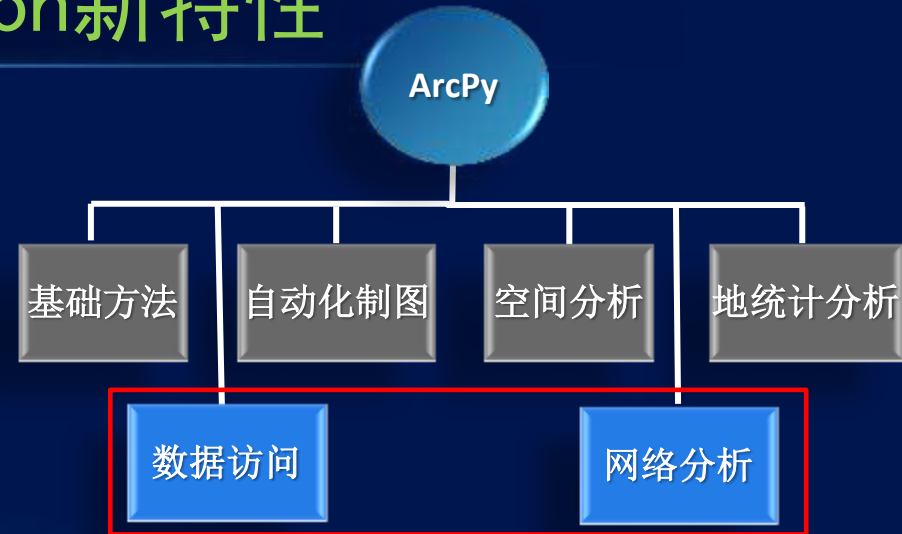 on新特性
ArcPy
基础方法
自动化制图
空间分析
地统计分析
数据访问
网络分析